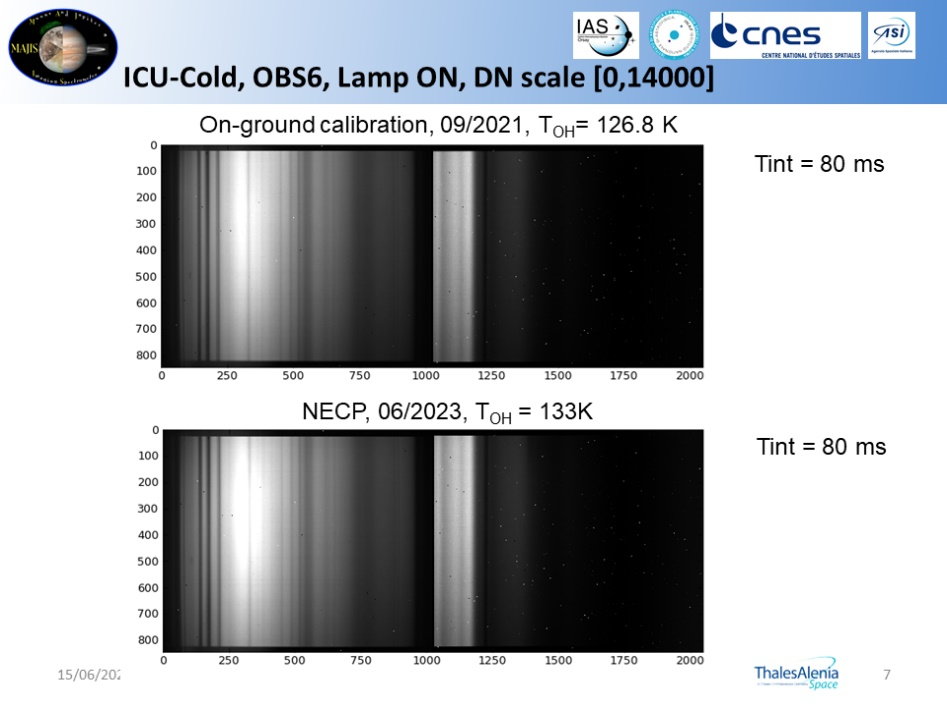 MAJIS
IAS
cnes
CENTRE NATIONAL D'ÉTUDES SPATIALES
asi
ICU-Cold, OBS6, Lamp ON, DN scale [0,14000]
On-ground calibration, 09/2021, TOH= 126.8 K
Tint = 80 ms
0
100
200
300
400
500
600
700
800
0 250 500 750 1000 1250 1500 1750 2000
NECP, 06/2023, TOH = 133K
Tint = 80 ms
0
100
200
300
400
500
600
700
800
0 250 500 750 1000 1250 1500 1750 2000
15/06/202
ThalesAlenia
Space
7